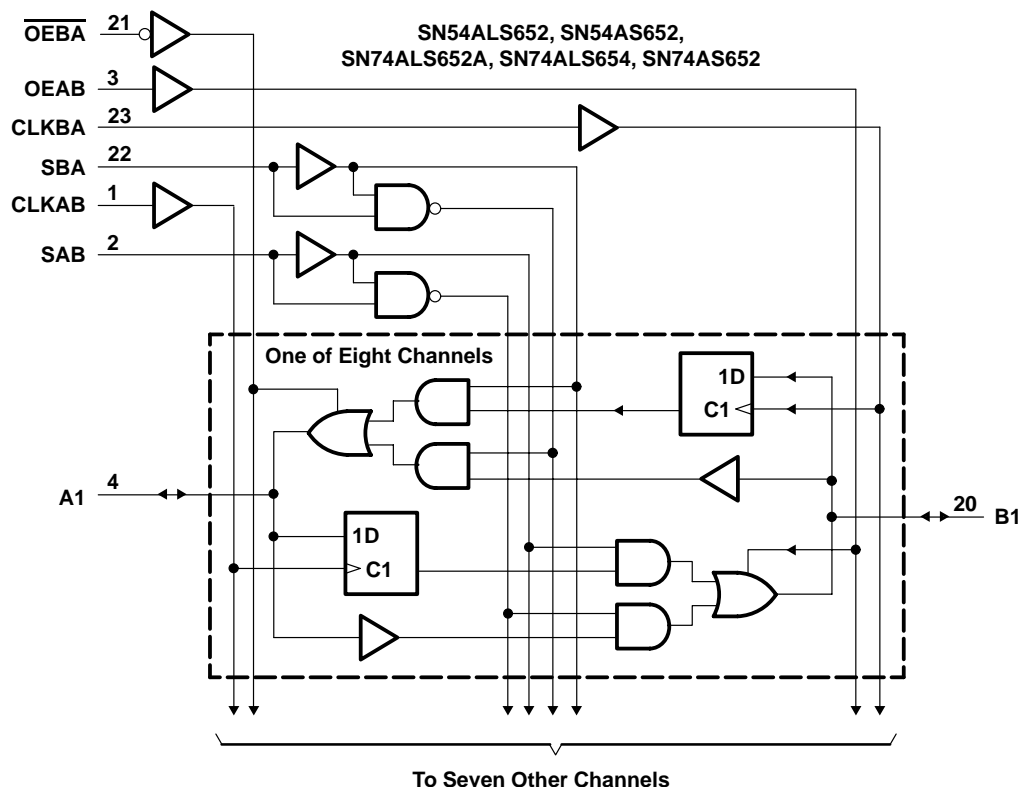 OEBA 21
SN54ALS652, SN54AS652,
SN74ALS652A, SN74ALS654, SN74AS652
OEAB 3
CLKBA 23
SBA 22
CLKAB 1
SAB 2
One of Eight Channels
1D
C1
A1 4
20 B1
1D
C1
To Seven Other Channels